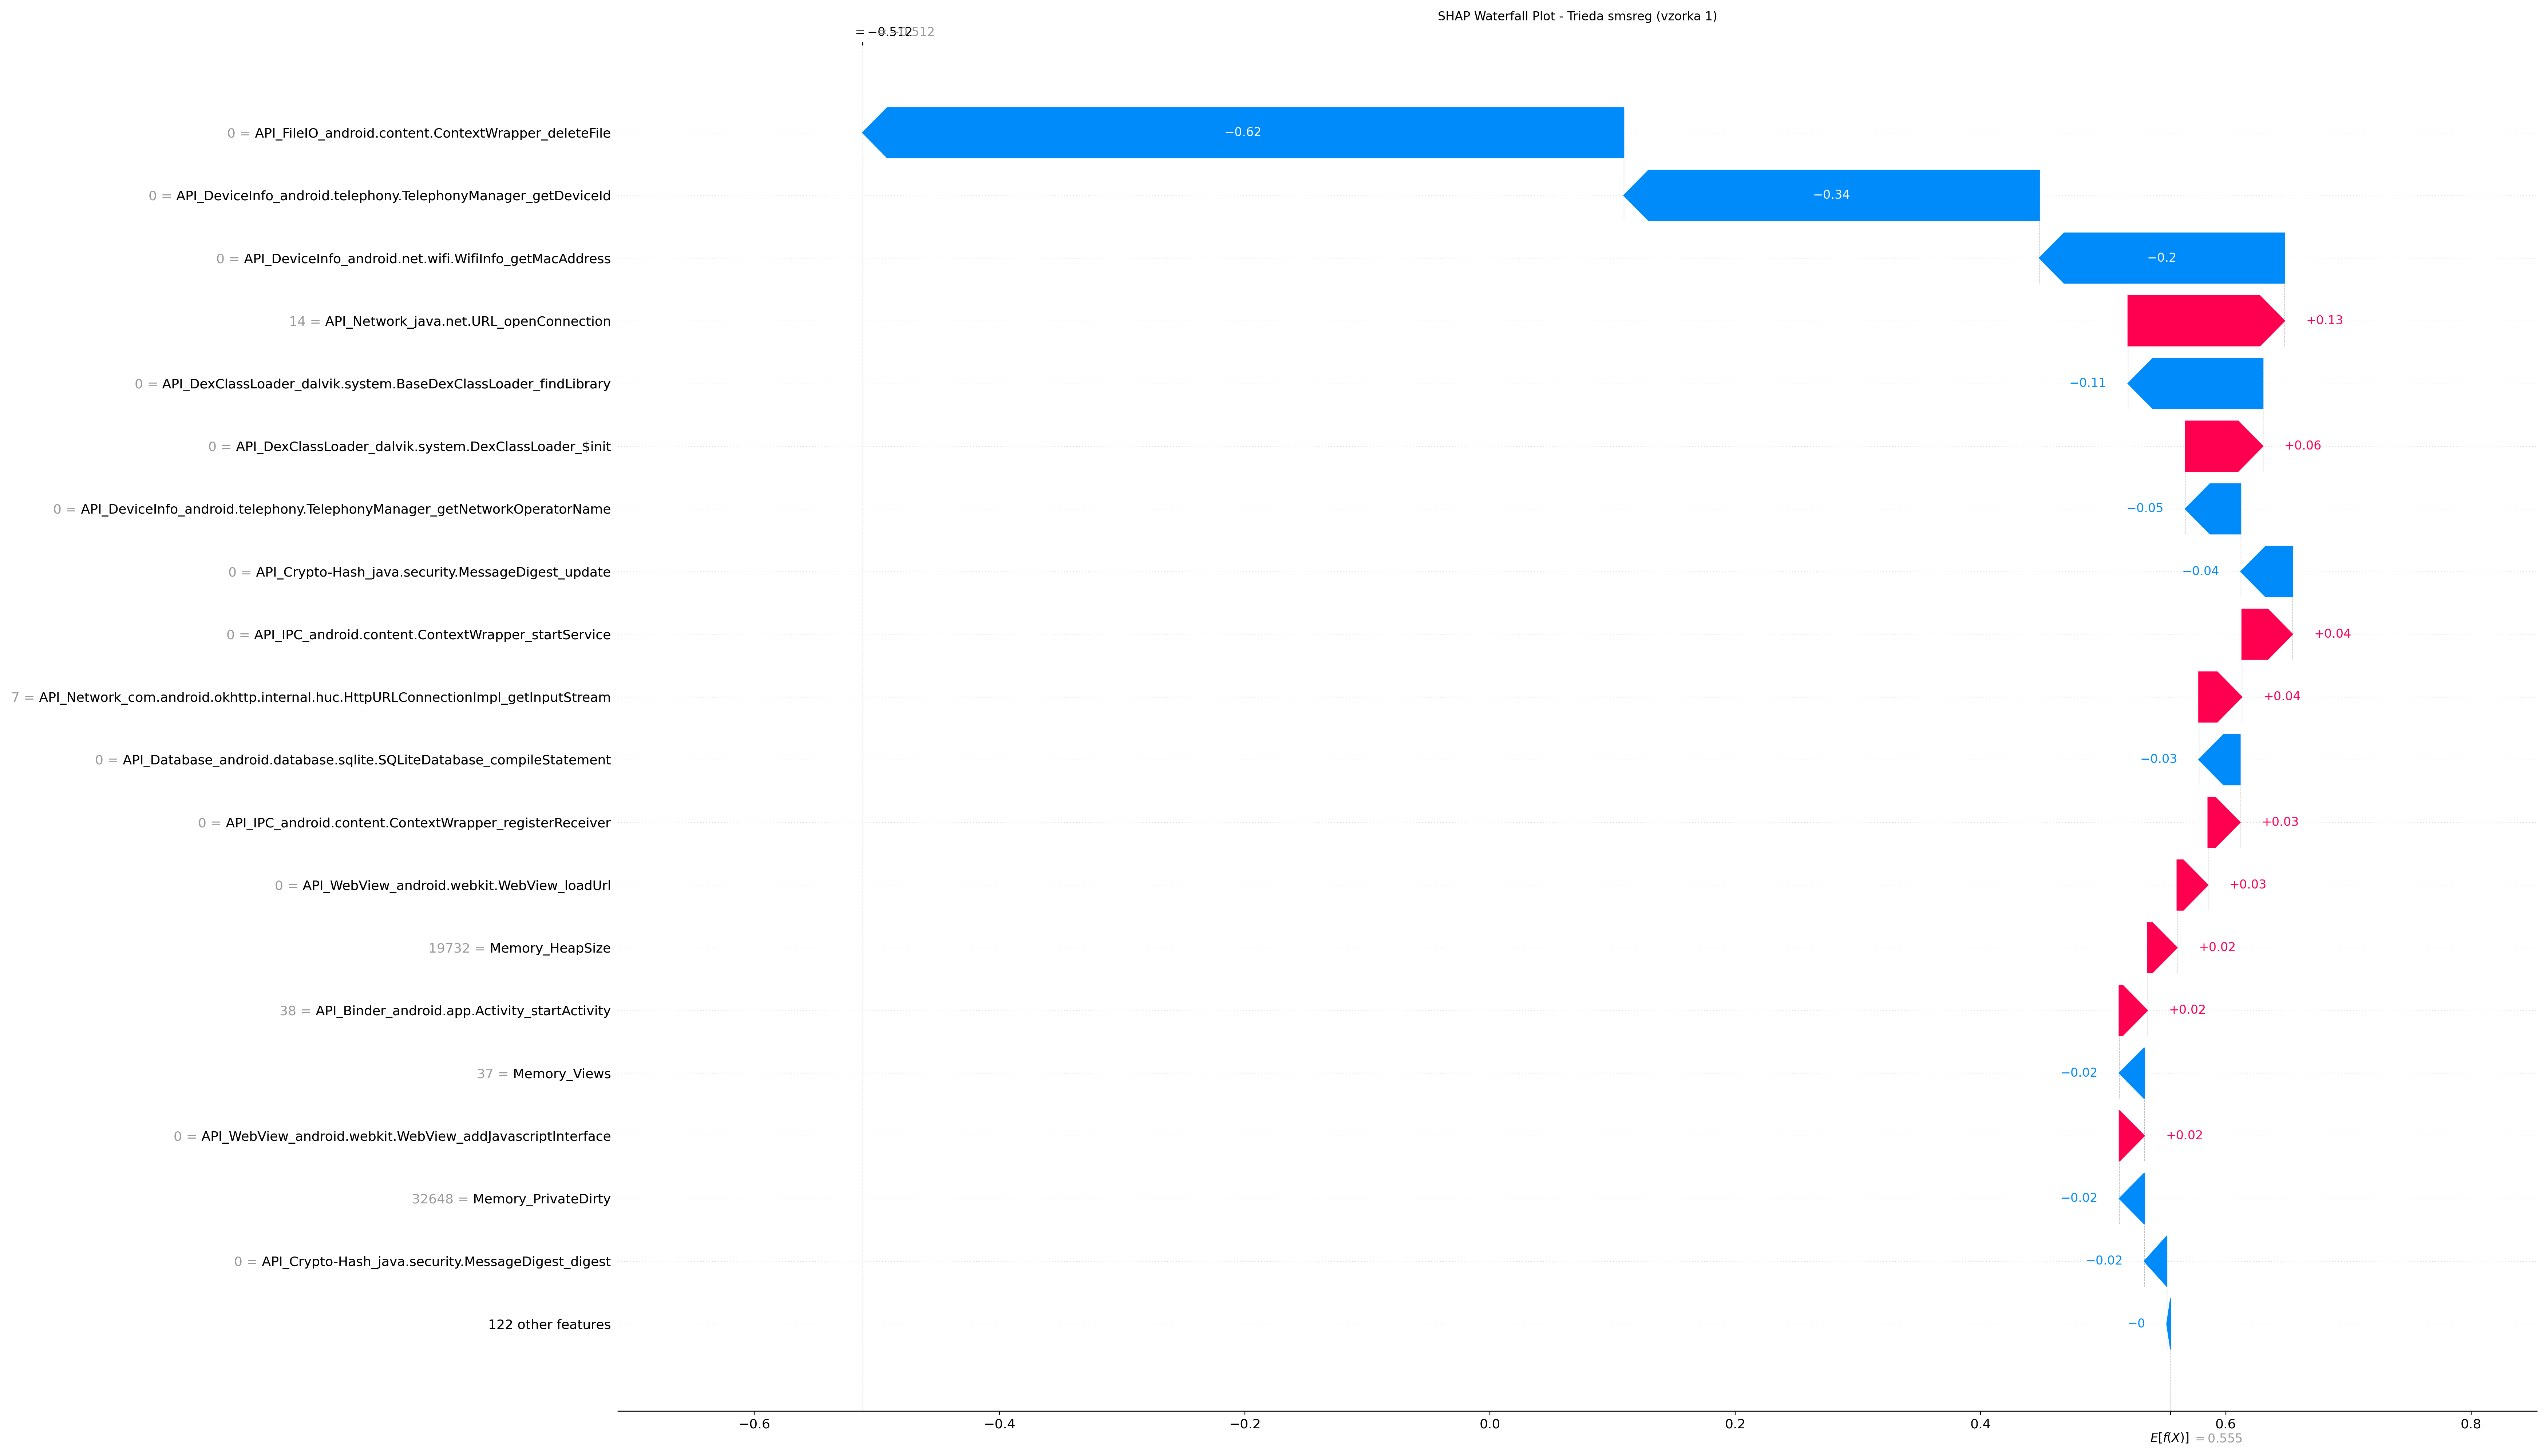 SHAP Waterfall Plot - Trieda smsreg (vzorka 1)
= −0.512
0 = API_FileIO_android.content.ContextWrapper_deleteFile
−0.62
0 = API_DeviceInfo_android.telephony.TelephonyManager_getDeviceId
−0.34
0 = API_DeviceInfo_android.net.wifi.WifiInfo_getMacAddress
−0.2
14 = API_Network_java.net.URL_openConnection
+0.13
0 = API_DexClassLoader_dalvik.system.BaseDexClassLoader_findLibrary
−0.11
0 = API_DexClassLoader_dalvik.system.DexClassLoader_$init
+0.06
0 = API_DeviceInfo_android.telephony.TelephonyManager_getNetworkOperatorName
−0.05
0 = API_Crypto-Hash_java.security.MessageDigest_update
−0.04
0 = API_IPC_android.content.ContextWrapper_startService
+0.04
7 = API_Network_com.android.okhttp.internal.huc.HttpURLConnectionImpl_getInputStream
+0.04
0 = API_Database_android.database.sqlite.SQLiteDatabase_compileStatement
−0.03
0 = API_IPC_android.content.ContextWrapper_registerReceiver
+0.03
0 = API_WebView_android.webkit.WebView_loadUrl
+0.03
19732 = Memory_HeapSize
+0.02
38 = API_Binder_android.app.Activity_startActivity
+0.02
37 = Memory_Views
−0.02
0 = API_WebView_android.webkit.WebView_addJavascriptInterface
+0.02
32648 = Memory_PrivateDirty
−0.02
0 = API_Crypto-Hash_java.security.MessageDigest_digest
−0.02
122 other features
−0
−0.6 −0.4 −0.2 0.0 0.2 0.4 0.6 0.8
E[f(X)] = 0.555